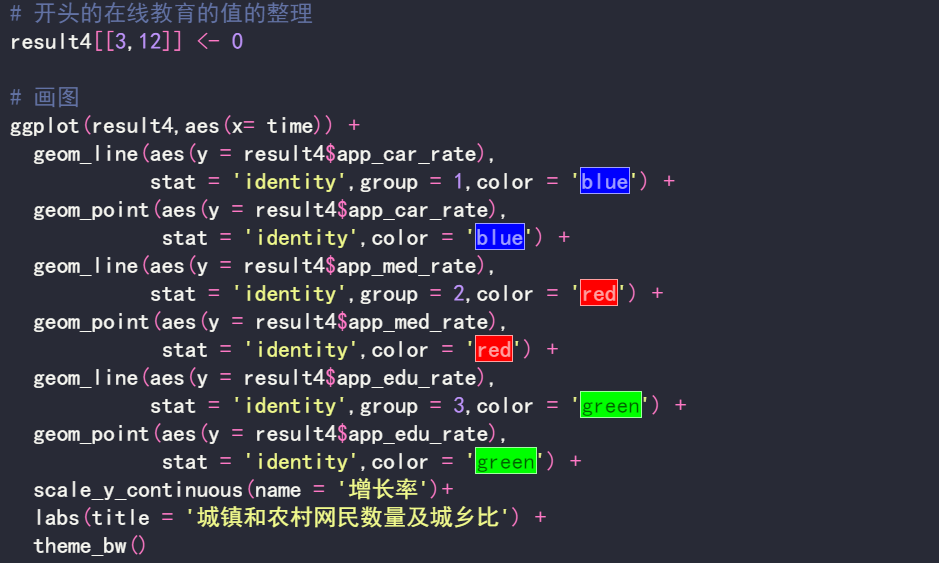 # 开头的在线教育的值的整理
result4[[3,12]] <- 0
# 画图
ggplot(result4,aes(x= time)) +
geom_line(aes(y = result4$app_car_rate),
stat = 'identity',group = 1,color = 'blue') +
geom_point(aes(y = result4$app_car_rate),
stat = 'identity',color = 'blue') +
geom_line(aes(y = result4$app_med_rate),
stat = 'identity',group = 2,color = 'red') +
geom_point(aes(y = result4$app_med_rate),
stat = 'identity',color = 'red') +
geom_line(aes(y = result4$app_edu_rate),
stat = 'identity',group = 3,color = 'green') +
geom_point(aes(y = result4$app_edu_rate),
stat = 'identity',color = 'green') +
scale_y_continuous(name = '增长率')+
labs(title = '城镇和农村网民数量及城乡比') +
theme_bw()